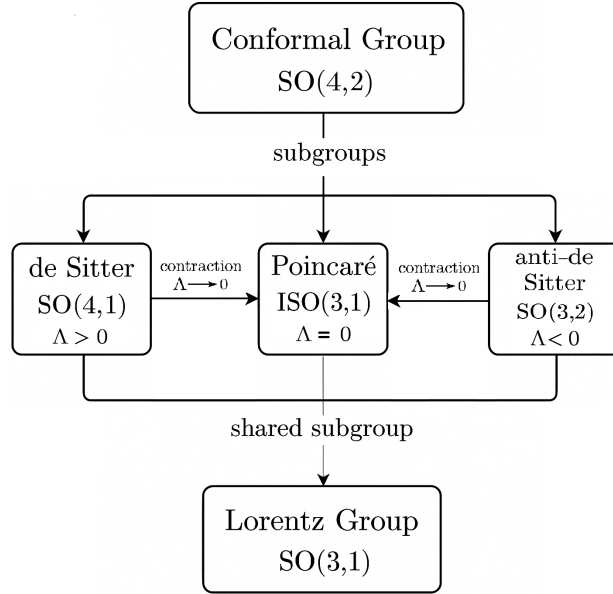 Conformal Group
SO(4,2)
subgroups
de Sitter
SO(4,1)
Λ > 0
contraction
Λ⟶0
Poincaré
ISO(3,1)
Λ = 0
contraction
Λ⟶0
anti–de
Sitter
SO(3,2)
Λ< 0
shared subgroup
Lorentz Group
SO(3,1)